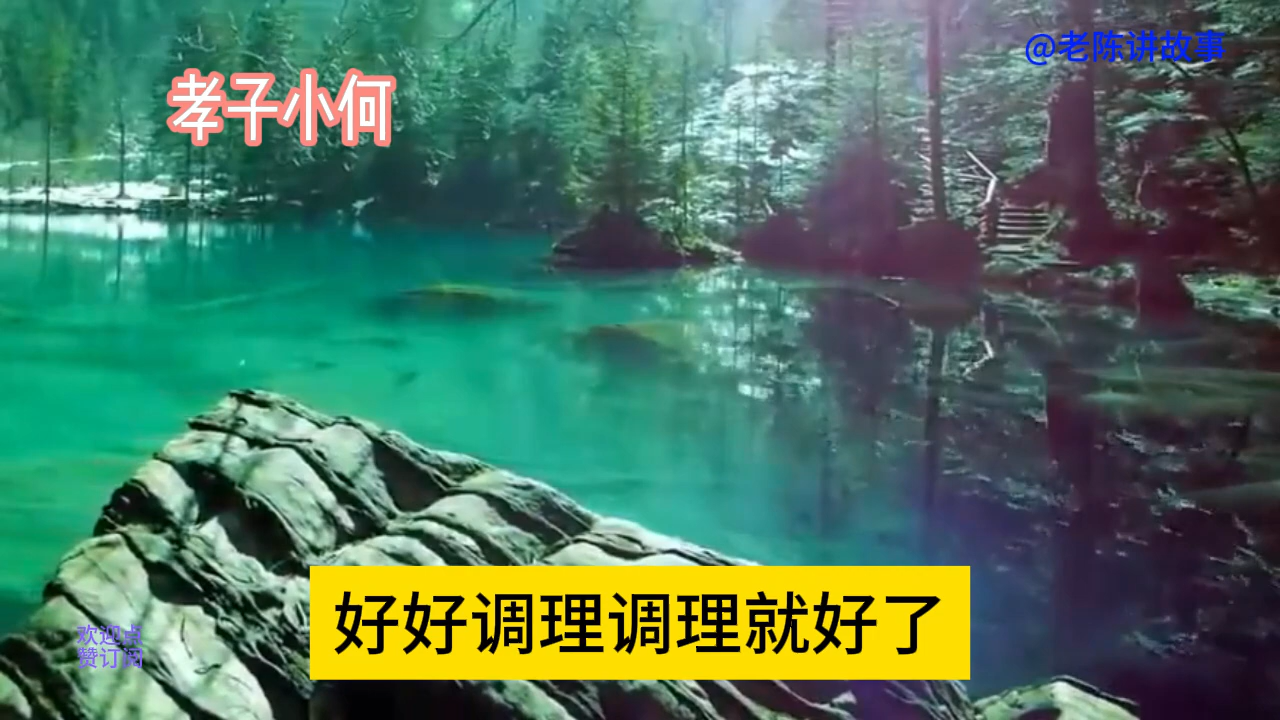 @老陈讲故事
孝子小何
好好调理调理就好了
欢迎点
赞订阅